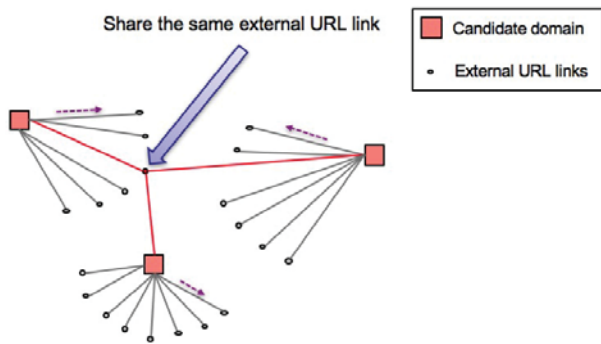 Share the same external URL link
Candidate domain
External URL links